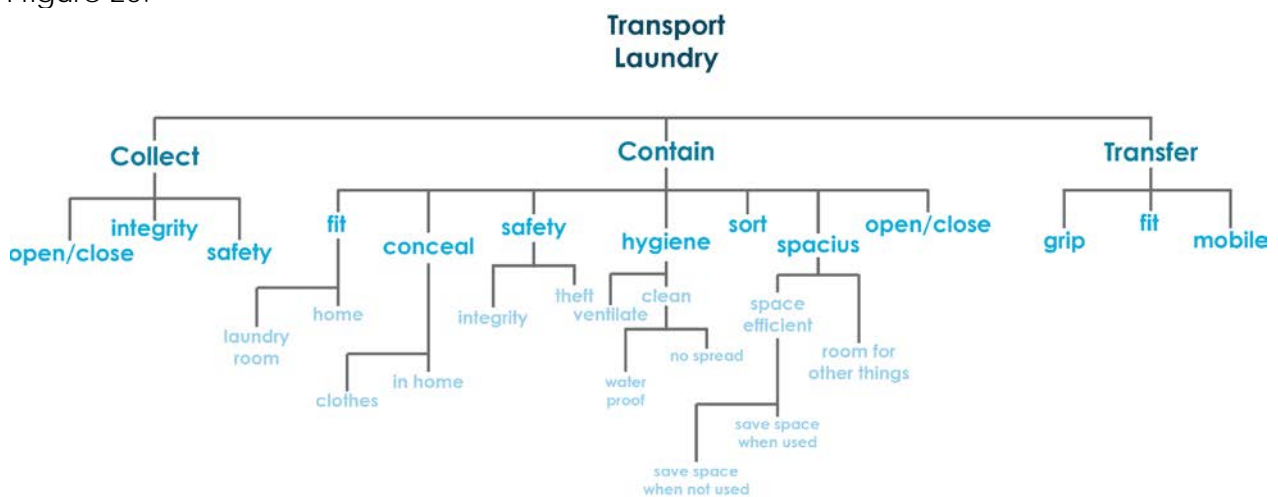 Transport
Laundry
Collect
Contain
Transfer
open/close
integrity
safety
fit
conceal
safety
hygiene
sort
spacius
open/close
grip
fit
mobile
laundry
room
home
clothes
in home
integrity
theft
ventilate
clean
water
proof
no spread
space
efficient
room for
other things
save space
when not used
save space
when used